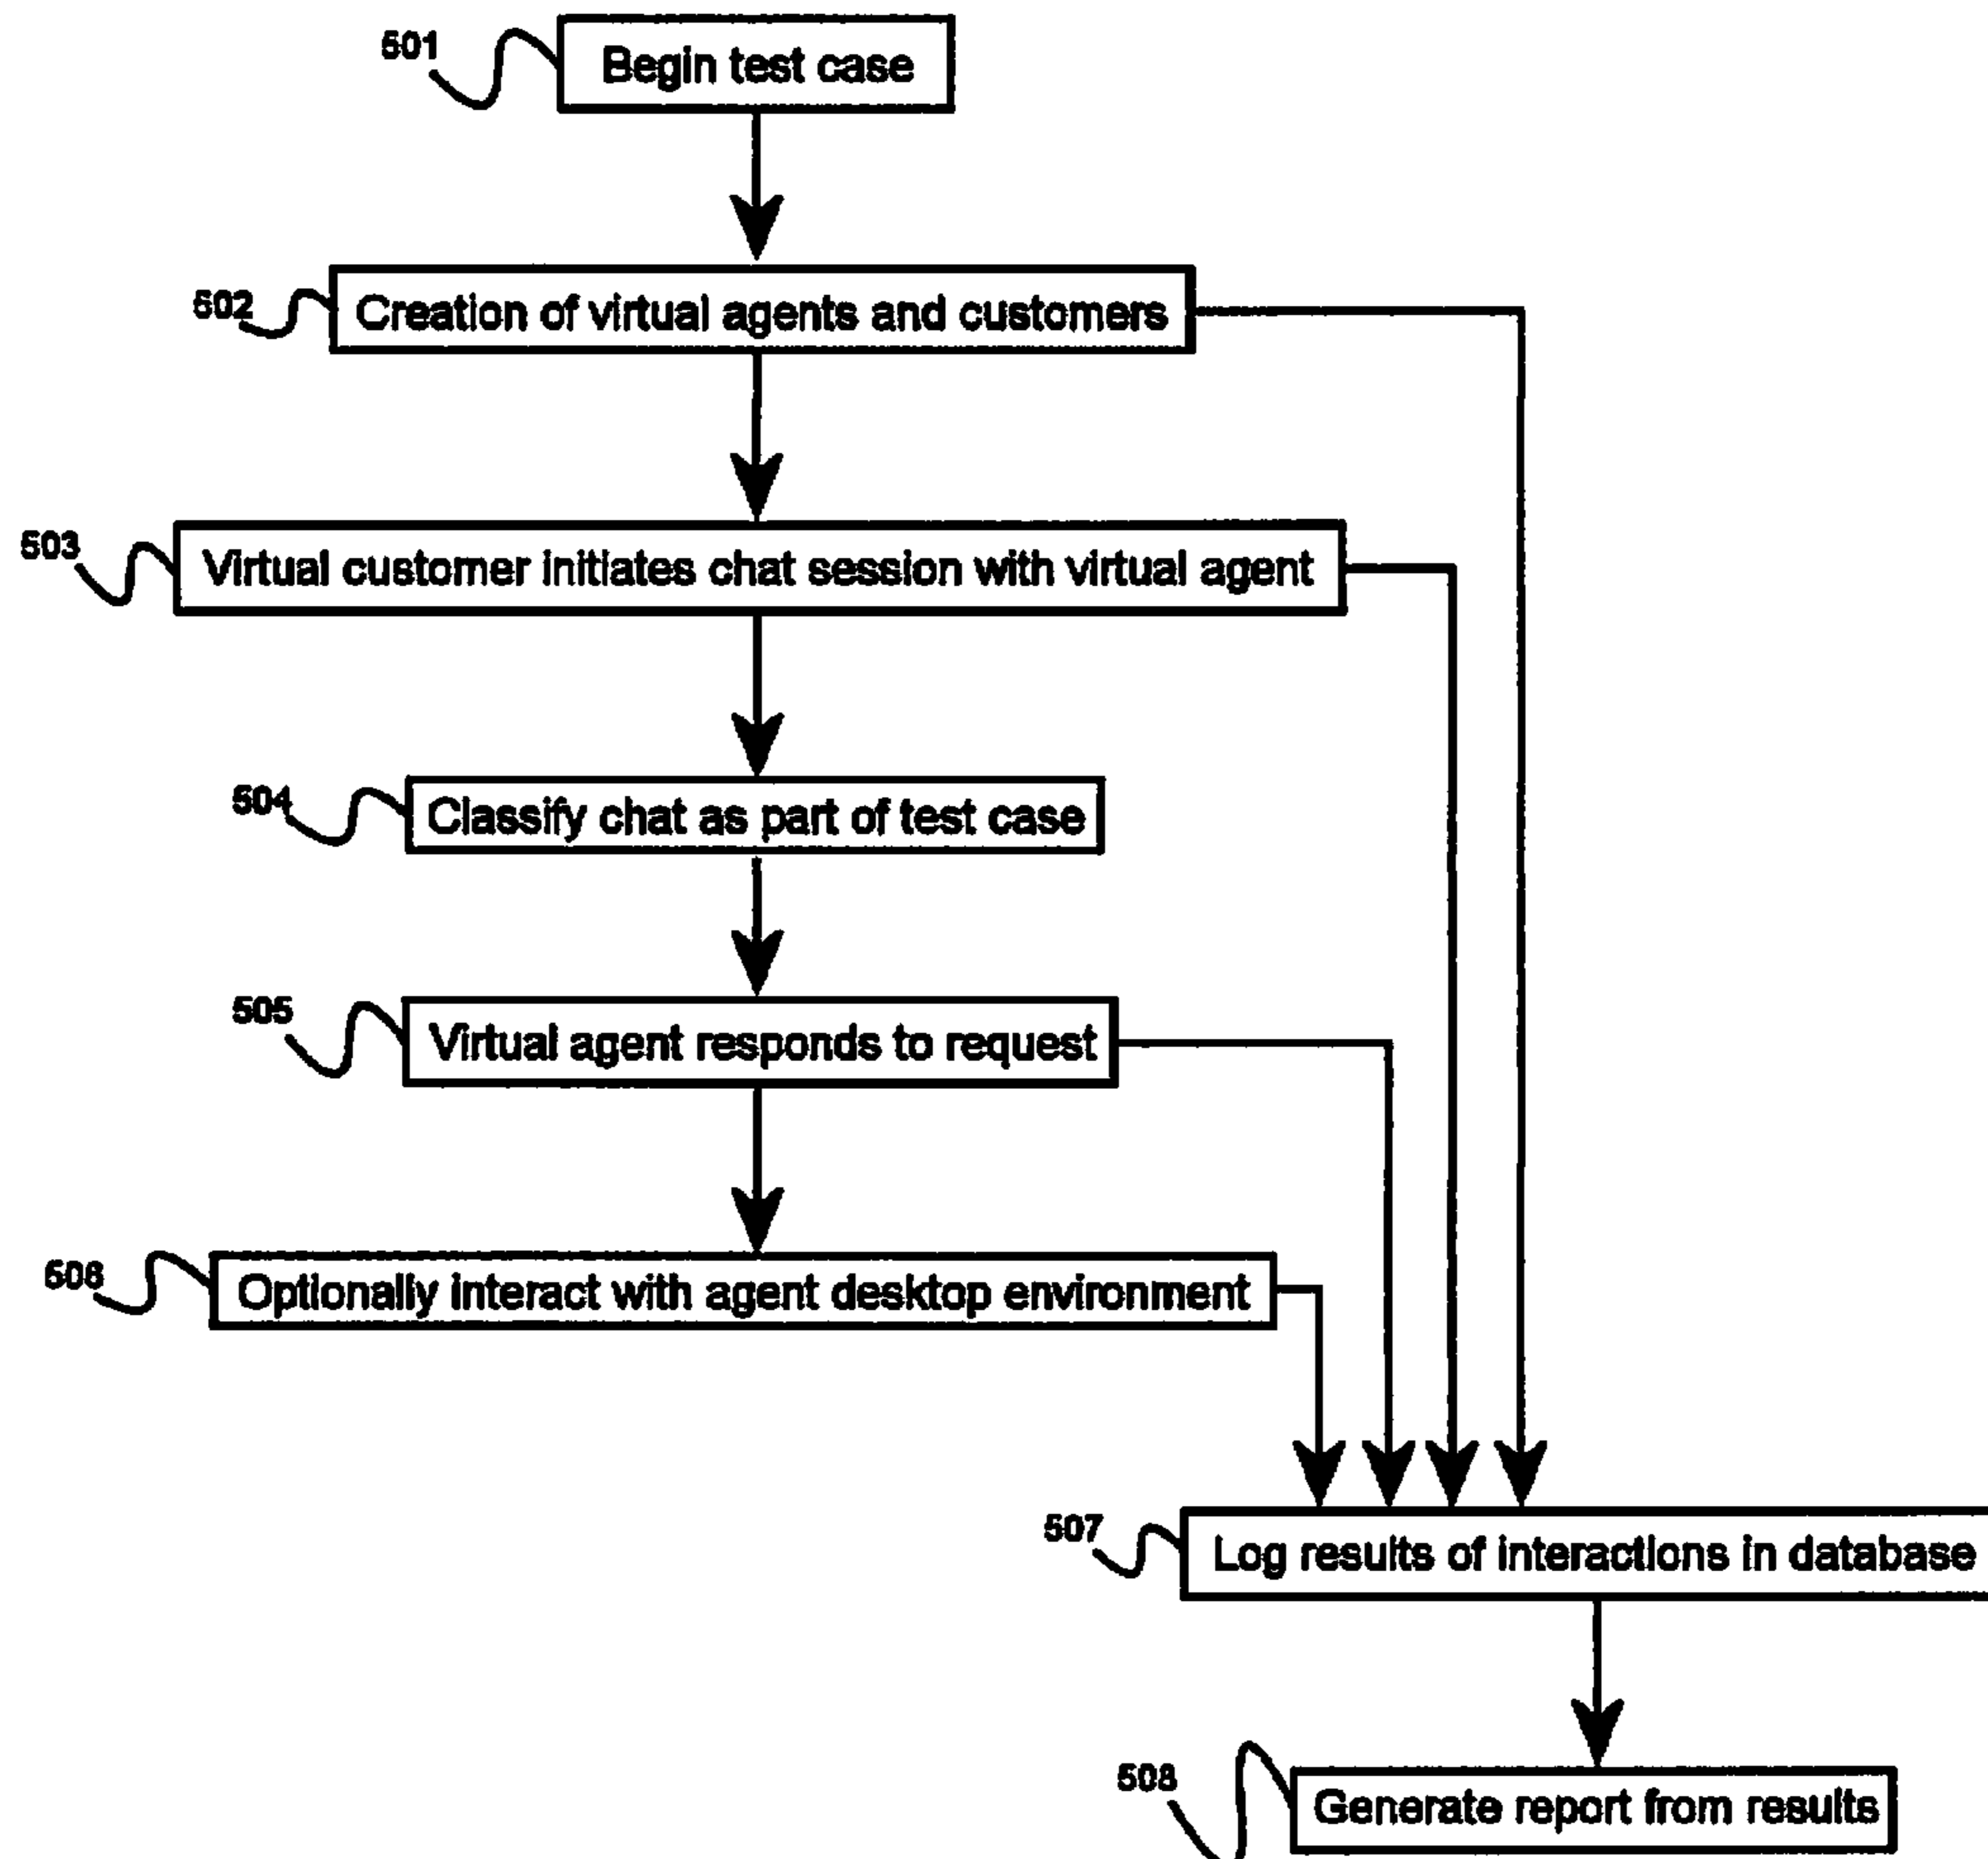 501
Begin test case
502
Creation of virtual agents and customers
503
Virtual customer initiates chat session with virtual agent
504
Classify chat as part of test case
505
Virtual agent responds to request
506
Optionally interact with agent desktop environment
507
Log results of interactions in database
508
Generate report from results